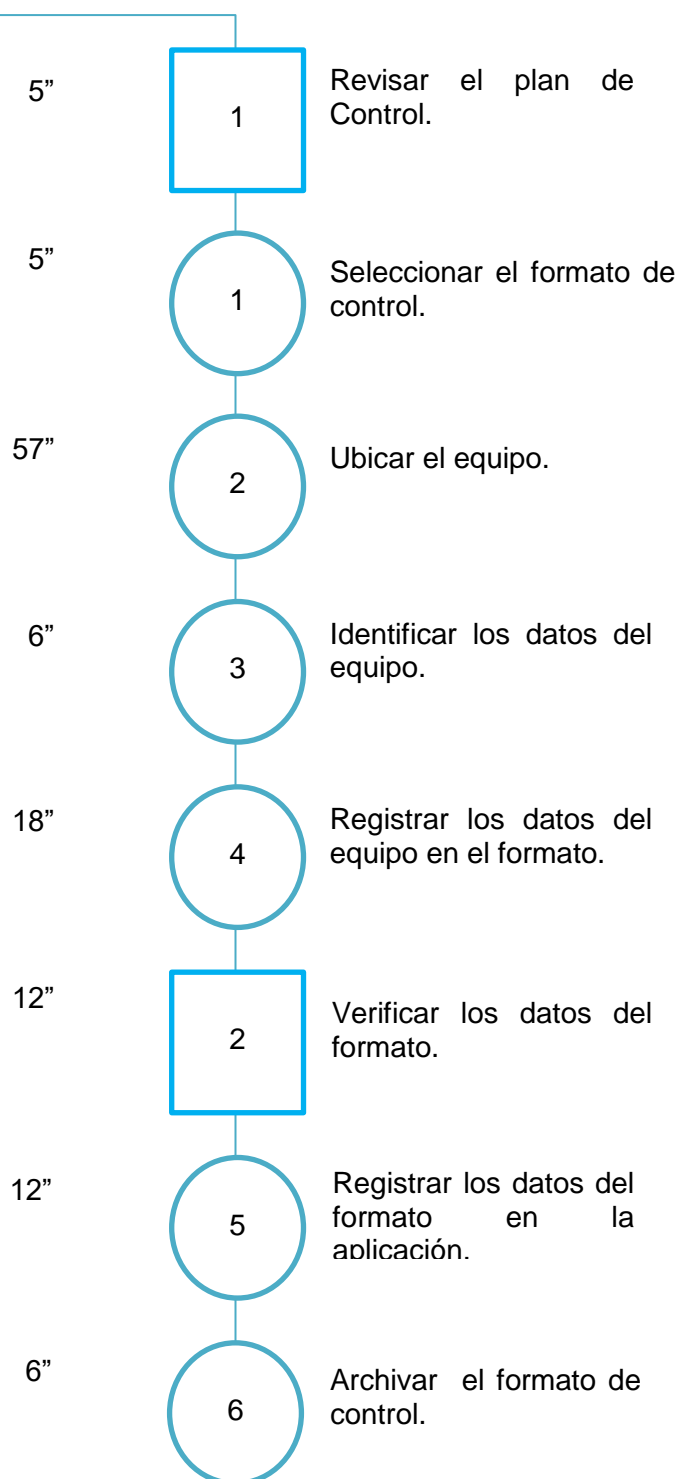 5”
1
Revisar el plan de
Control.
5”
1
Seleccionar el formato de
control.
57”
2
Ubicar el equipo.
6”
3
Identificar los datos del
equipo.
18”
4
Registrar los datos del
equipo en el formato.
12”
2
Verificar los datos del
formato.
12”
5
Registrar los datos del
formato en la
aplicación.
6”
6
Archivar el formato de
control.